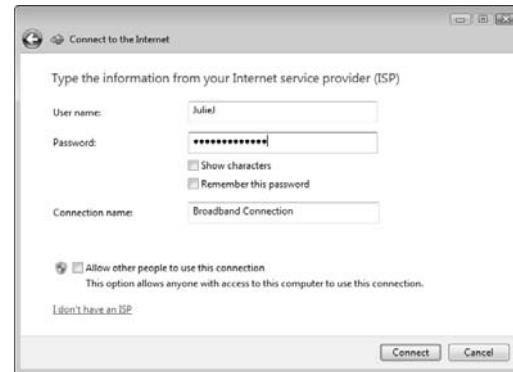 Connect to the Internet
Type the information from your Internet service provider (ISP)
User name:
JulieJ
Password:
•••••••••••••
Show characters
Remember this password
Connection name:
Broadband Connection
Allow other people to use this connection
This option allows anyone with access to this computer to use this connection.
I don't have an ISP
Connect
Cancel